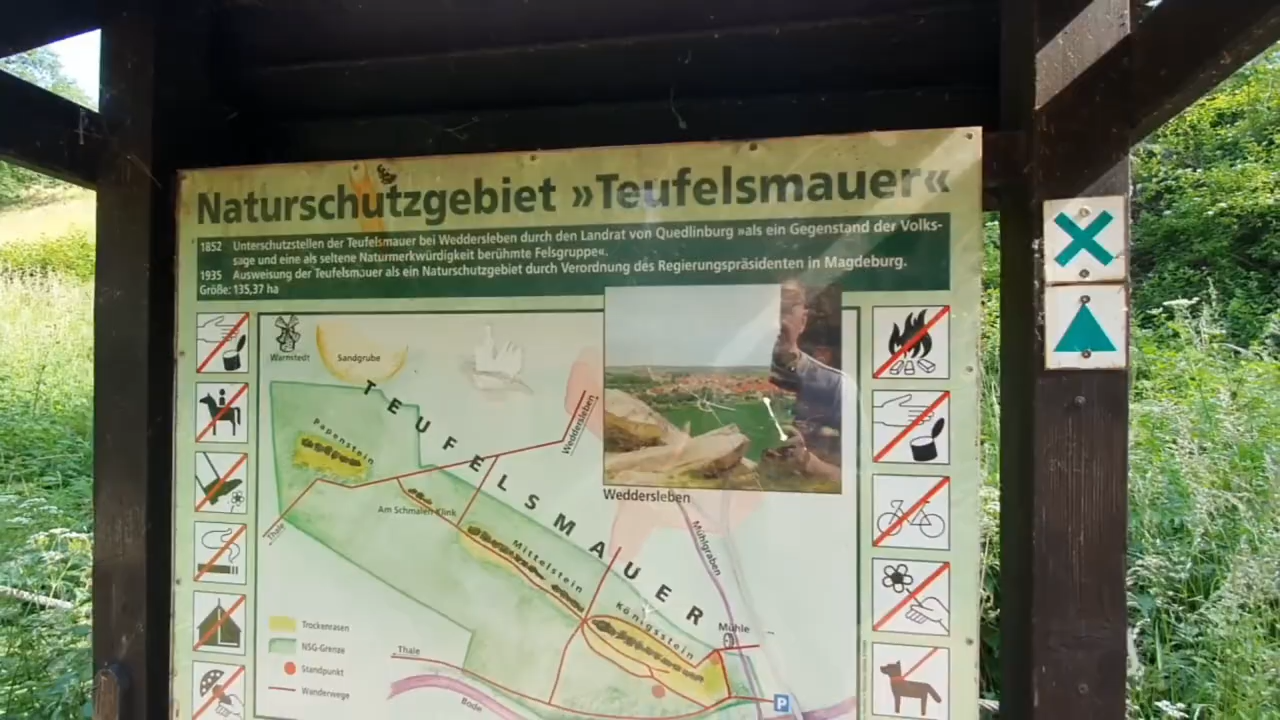 Naturschutzgebiet »Teufelsmauer«
1852 Unterschutzstellen der Teufelsmauer bei Weddersleben durch den Landrat von Quedlinburg »als ein Gegenstand der Volks-
sage und eine als seltene Naturmerkwürdigkeit berühmte Felsgruppe«.
1935 Ausweisung der Teufelsmauer als ein Naturschutzgebiet durch Verordnung des Regierungspräsidenten in Magdeburg.
Größe: 135,37 ha
Warnstedt
Sandgrube
TEUFELSMAUER
Weddersleben
Papenstein
Weddersleben
Am Schmalen Klink
Thale
Mühlgraben
Mittelstein
Königsstein
Mühle
Trockenrasen
NSG-Grenze
Standpunkt
Wanderwege
Thale
Bode
P